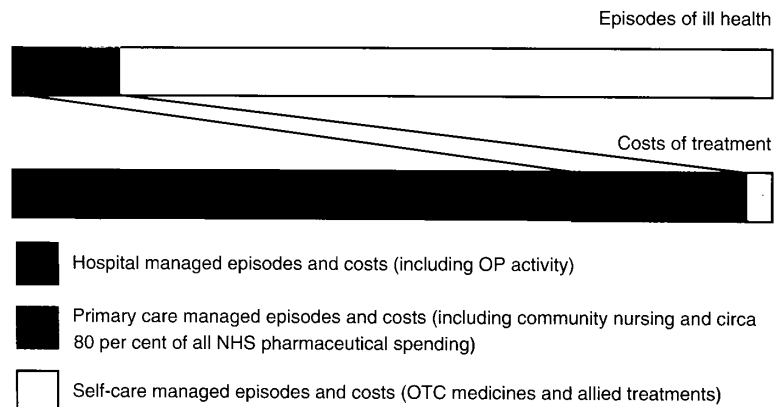 Episodes of ill health
Costs of treatment
Hospital managed episodes and costs (including OP activity)
Primary care managed episodes and costs (including community nursing and circa
80 per cent of all NHS pharmaceutical spending)
Self-care managed episodes and costs (OTC medicines and allied treatments)